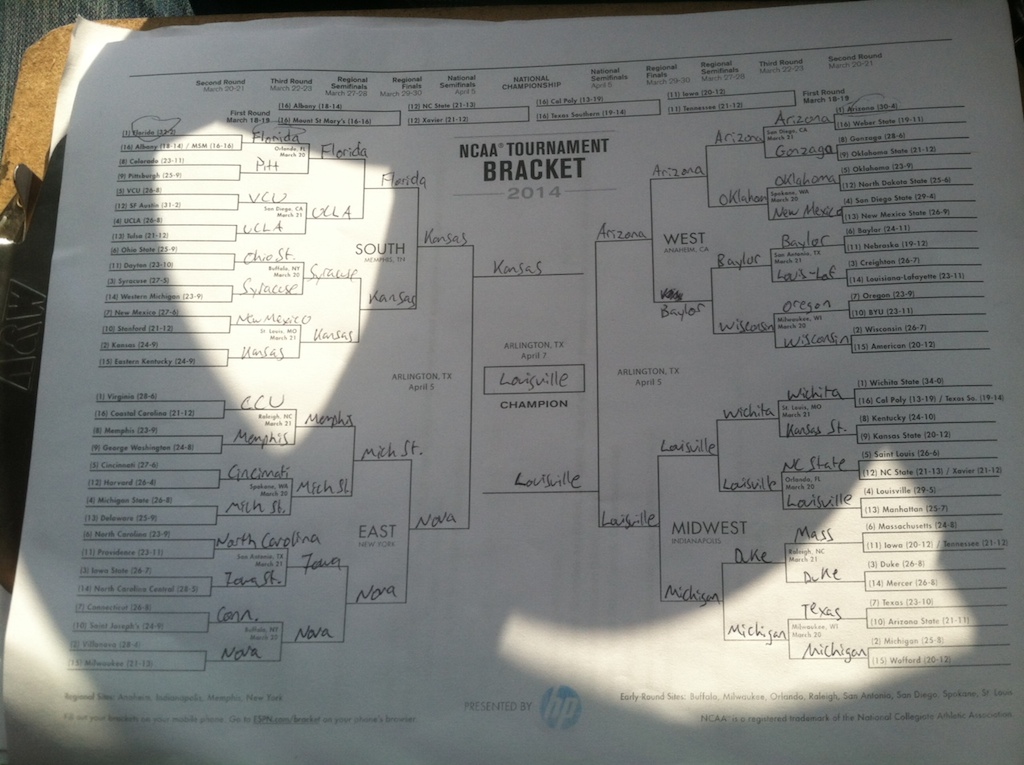 Second Round
March 20-21
Third Round
March 22-23
Regional
Semifinals
March 27-28
Regional
Finals
March 29-30
National
Semifinals
April 5
NATIONAL
CHAMPIONSHIP
National
Semifinals
April 5
Regional
Finals
March 29-30
Regional
Semifinals
March 27-28
Third Round
March 22-23
Second Round
March 20-21
First Round
March 18-19
(16) Albany (18-14)
(16) Mount St Mary's (16-16)
(12) NC State (21-13)
(12) Xavier (21-12)
(16) Cal Poly (13-19)
(16) Texas Southern (19-14)
(11) Iowa (20-12)
(11) Tennessee (21-12)
First Round
March 18-19
NCAA® TOURNAMENT
BRACKET
2014
(1) Florida (32-2)
(16) Albany (18-14) / MSM (16-16)
(8) Colorado (23-11)
(9) Pittsburgh (25-9)
(5) VCU (26-8)
(12) SF Austin (31-2)
(4) UCLA (26-8)
(13) Tulsa (21-12)
(6) Ohio State (25-9)
(11) Dayton (23-10)
(3) Syracuse (27-5)
(14) Western Michigan (23-9)
(7) New Mexico (27-6)
(10) Stanford (21-12)
(2) Kansas (24-9)
(15) Eastern Kentucky (24-9)
Florida
Orlando, FL
March 20
Pitt
VCU
San Diego, CA
March 21
UCLA
Ohio St.
Buffalo, NY
March 20
Syracuse
New Mexico
St. Louis, MO
March 21
Kansas
Florida
UCLA
Syracuse
Kansas
Florida
SOUTH
MEMPHIS, TN
Kansas
Kansas
(1) Virginia (28-6)
(16) Coastal Carolina (21-12)
(8) Memphis (23-9)
(9) George Washington (24-8)
(5) Cincinnati (27-6)
(12) Harvard (26-4)
(4) Michigan State (26-8)
(13) Delaware (25-9)
(6) North Carolina (23-9)
(11) Providence (23-11)
(3) Iowa State (26-7)
(14) North Carolina Central (28-5)
(7) Connecticut (26-8)
(10) Saint Joseph's (24-9)
(2) Villanova (28-4)
(15) Milwaukee (21-13)
CCU
Raleigh, NC
March 21
Memphis
Cincinnati
Spokane, WA
March 20
Mich St.
North Carolina
San Antonio, TX
March 21
Iowa St.
Conn.
Buffalo, NY
Nova
Memphis
Mich St
Iowa
Nova
Mich St.
EAST
NEW YORK
Nova
Nova
ARLINGTON, TX
April 5
Kansas
ARLINGTON, TX
April 7
Louisville
CHAMPION
Louisville
ARLINGTON, TX
April 5
Arizona
Arizona
WEST
ANAHEIM, CA
Baylor
Arizona
Oklahom
Baylor
Wisconsin
Arizona
San Diego, CA
March 21
Gonzaga
Oklahoma
Spokane, WA
March 20
New Mexico
Baylor
San Antonio, TX
March 21
Louis-Laf
Oregon
Milwaukee, WI
March 20
Wisconsin
(1) Arizona (30-4)
(16) Weber State (19-11)
(8) Gonzaga (28-6)
(9) Oklahoma State (21-12)
(5) Oklahoma (23-9)
(12) North Dakota State (25-6)
(4) San Diego State (29-4)
(13) New Mexico State (26-9)
(6) Baylor (24-11)
(11) Nebraska (19-12)
(3) Creighton (26-7)
(14) Louisiana-Lafayette (23-11)
(7) Oregon (23-9)
(10) BYU (23-11)
(2) Wisconsin (26-7)
(15) American (20-12)
Louisville
Louisville
MIDWEST
INDIANAPOLIS
Michigan
Wichita
Louisville
Duke
Michigan
Wichita
St. Louis, MO
March 21
Kansas St.
NC State
Orlando, FL
March 20
Louisville
Mass
Raleigh, NC
March 21
Duke
Texas
Milwaukee, WI
March 20
Michigan
(1) Wichita State (34-0)
(16) Cal Poly (13-19) / Texas So. (19-14)
(8) Kentucky (24-10)
(9) Kansas State (20-12)
(5) Saint Louis (26-6)
(12) NC State (21-13) / Xavier (21-12)
(4) Louisville (29-5)
(13) Manhattan (25-7)
(6) Massachusetts (24-8)
(11) Iowa (20-12) / Tennessee (21-12)
(3) Duke (26-8)
(14) Mercer (26-8)
(7) Texas (23-10)
(10) Arizona State (21-11)
(2) Michigan (25-8)
(15) Wofford (20-12)
Regional Sites: Anaheim, Indianapolis, Memphis, New York
Fill out your brackets on your mobile phone. Go to ESPN.com/bracket on your phone's browser.
PRESENTED BY hp
Early-Round Sites: Buffalo, Milwaukee, Orlando, Raleigh, San Antonio, San Diego, Spokane, St. Louis
NCAA® is a registered trademark of the National Collegiate Athletic Association.